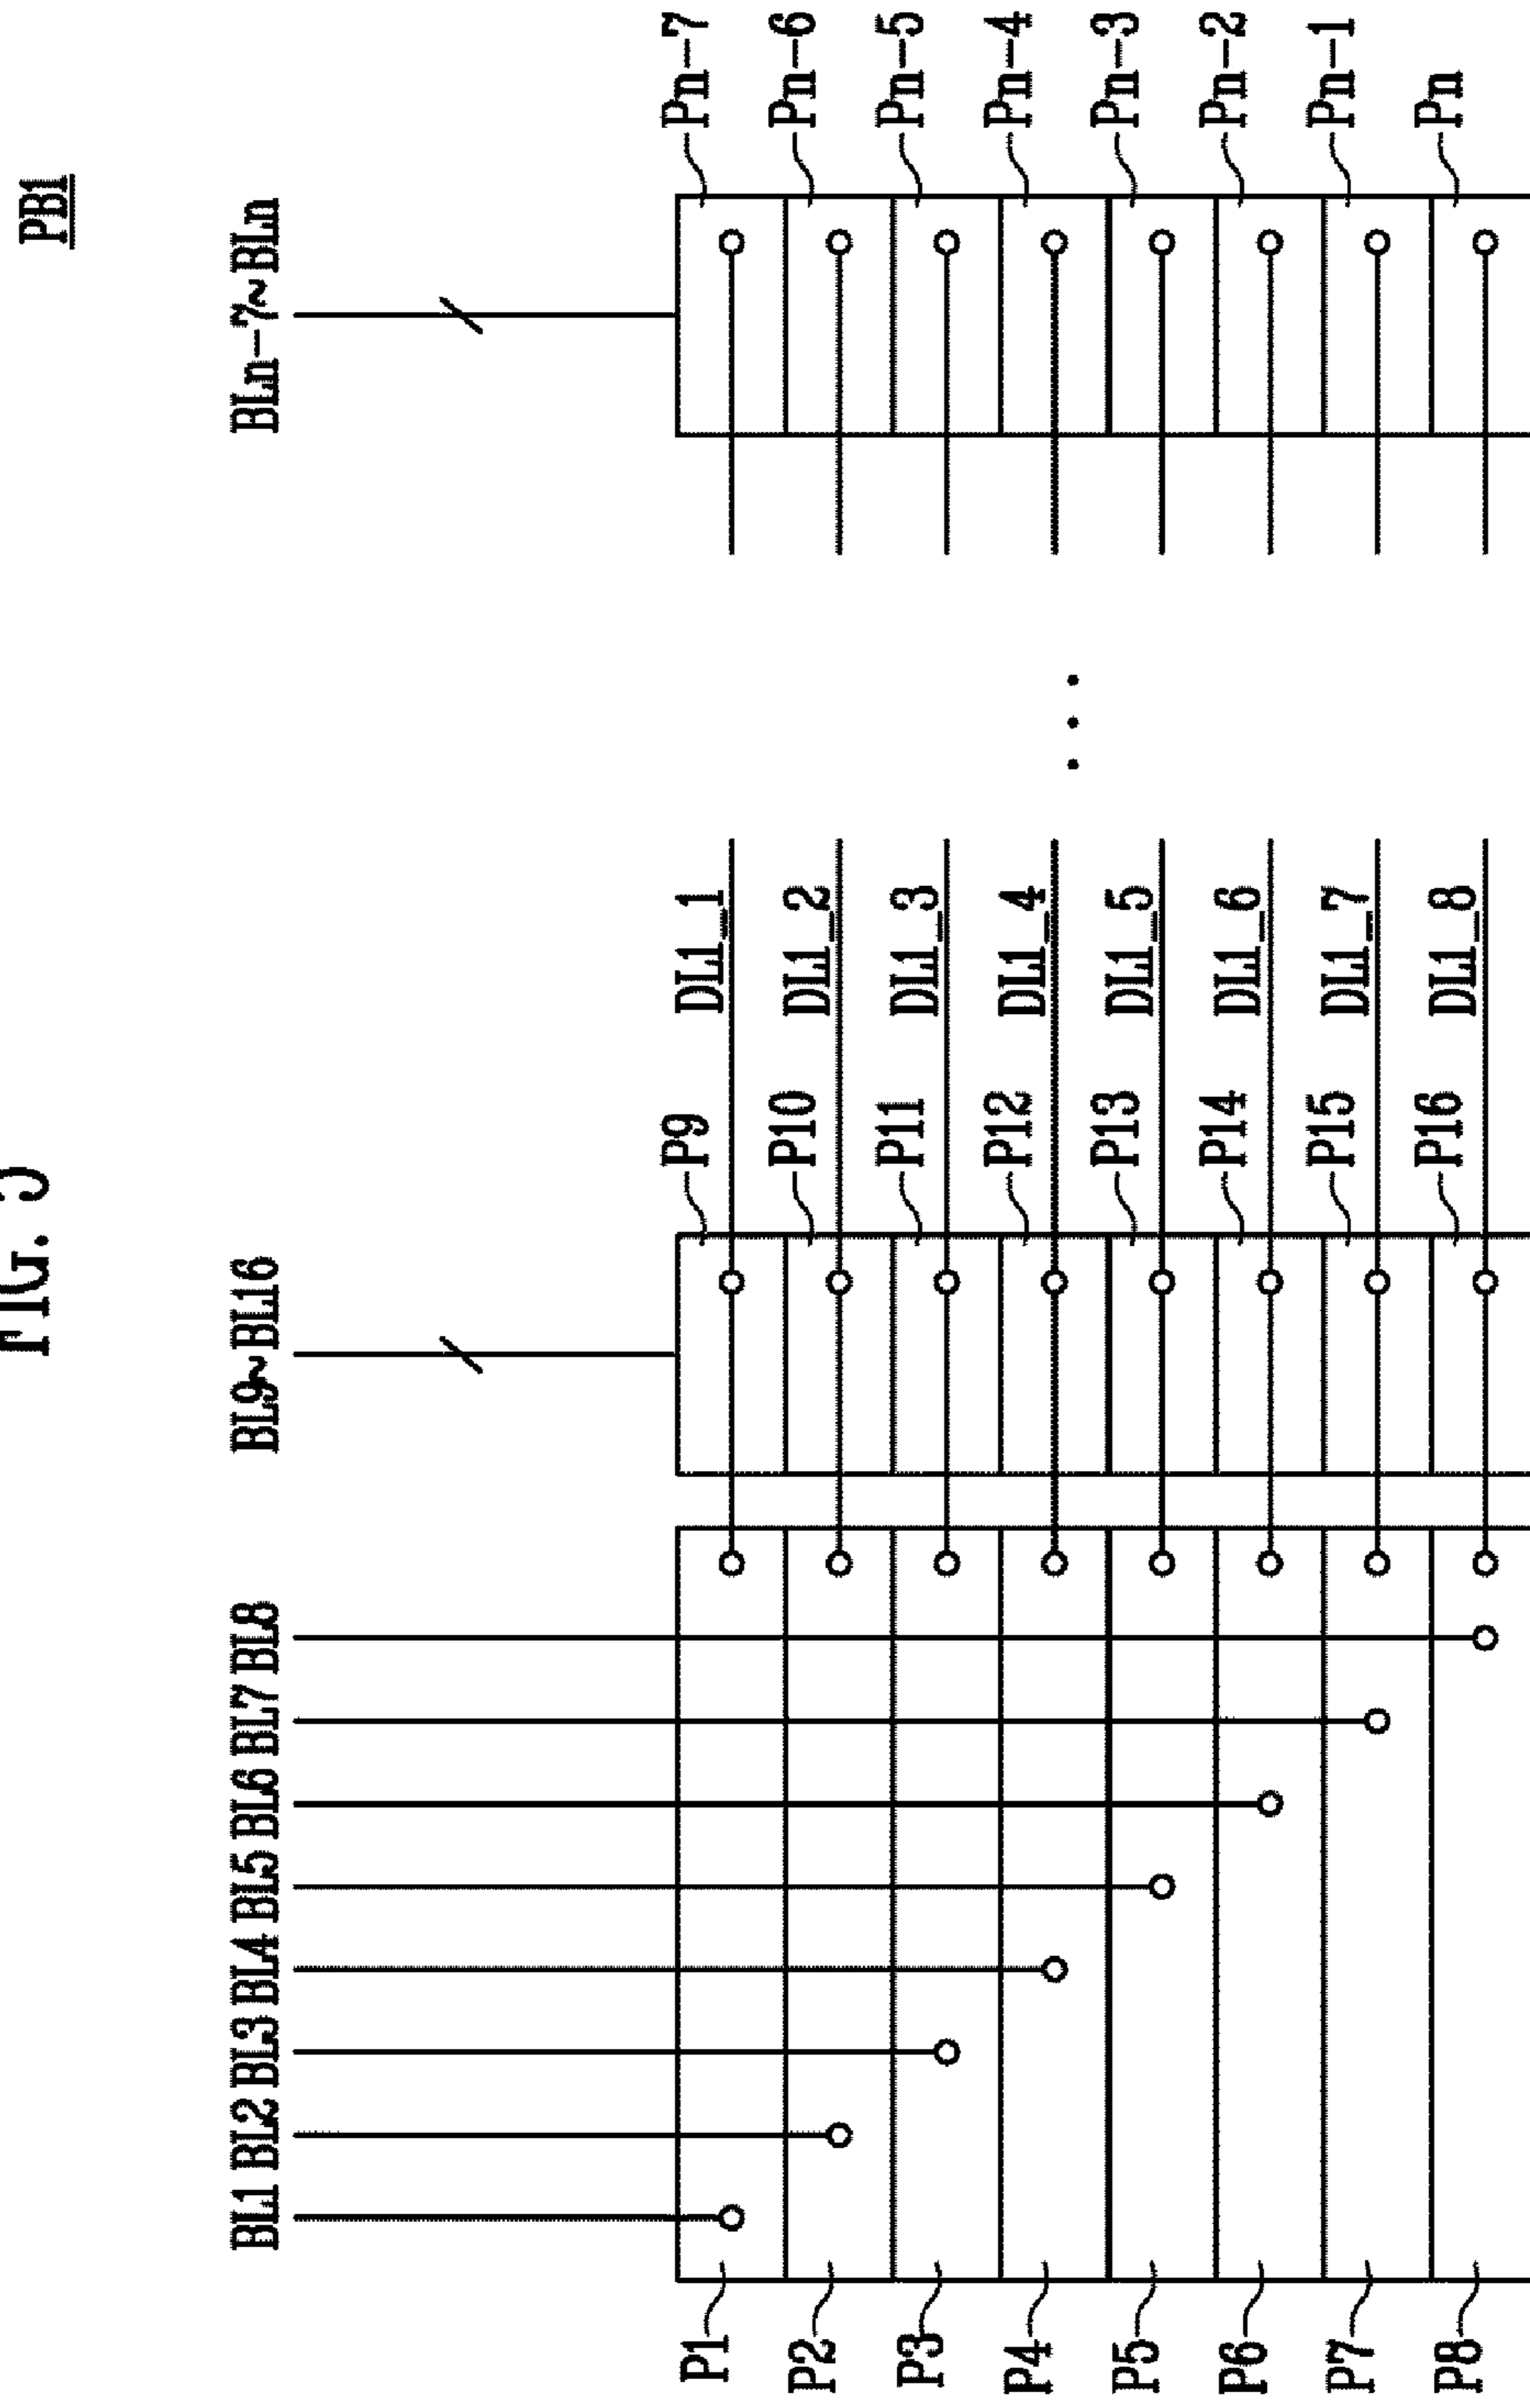 FIG.
PB1
BL1 BL2 BL3 BL4 BL5 BL6 BL7 BL8 BL9~BL16 BLn-7~BLn
P1 P9 DL1_1 Pn-7
P2 P10 DL1_2 Pn-6
P3 P11 DL1_3 Pn-5
P4 P12 DL1_4 Pn-4
P5 P13 DL1_5 Pn-3
P6 P14 DL1_6 Pn-2
P7 P15 DL1_7 Pn-1
P8 P16 DL1_8 Pn